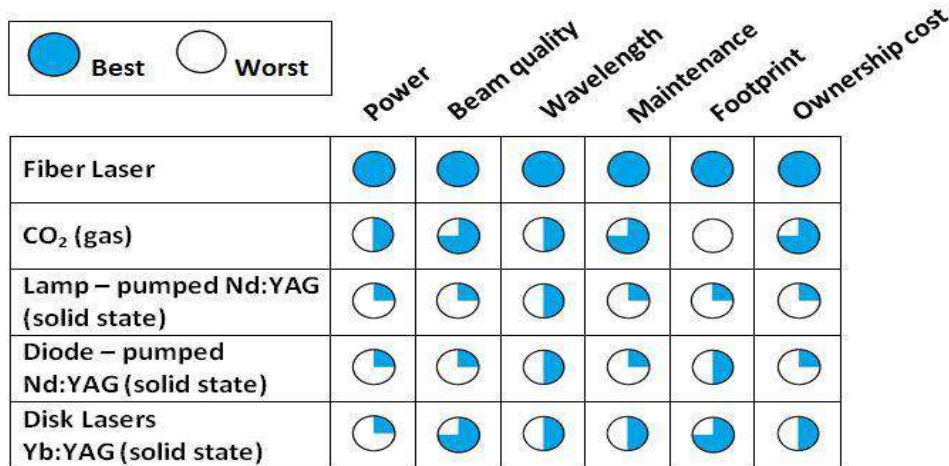 Best Worst
Power
Beam quality
Wavelength
Maintenance
Footprint
Ownership cost
Fiber Laser
CO₂ (gas)
Lamp – pumped Nd:YAG
(solid state)
Diode – pumped
Nd:YAG (solid state)
Disk Lasers
Yb:YAG (solid state)